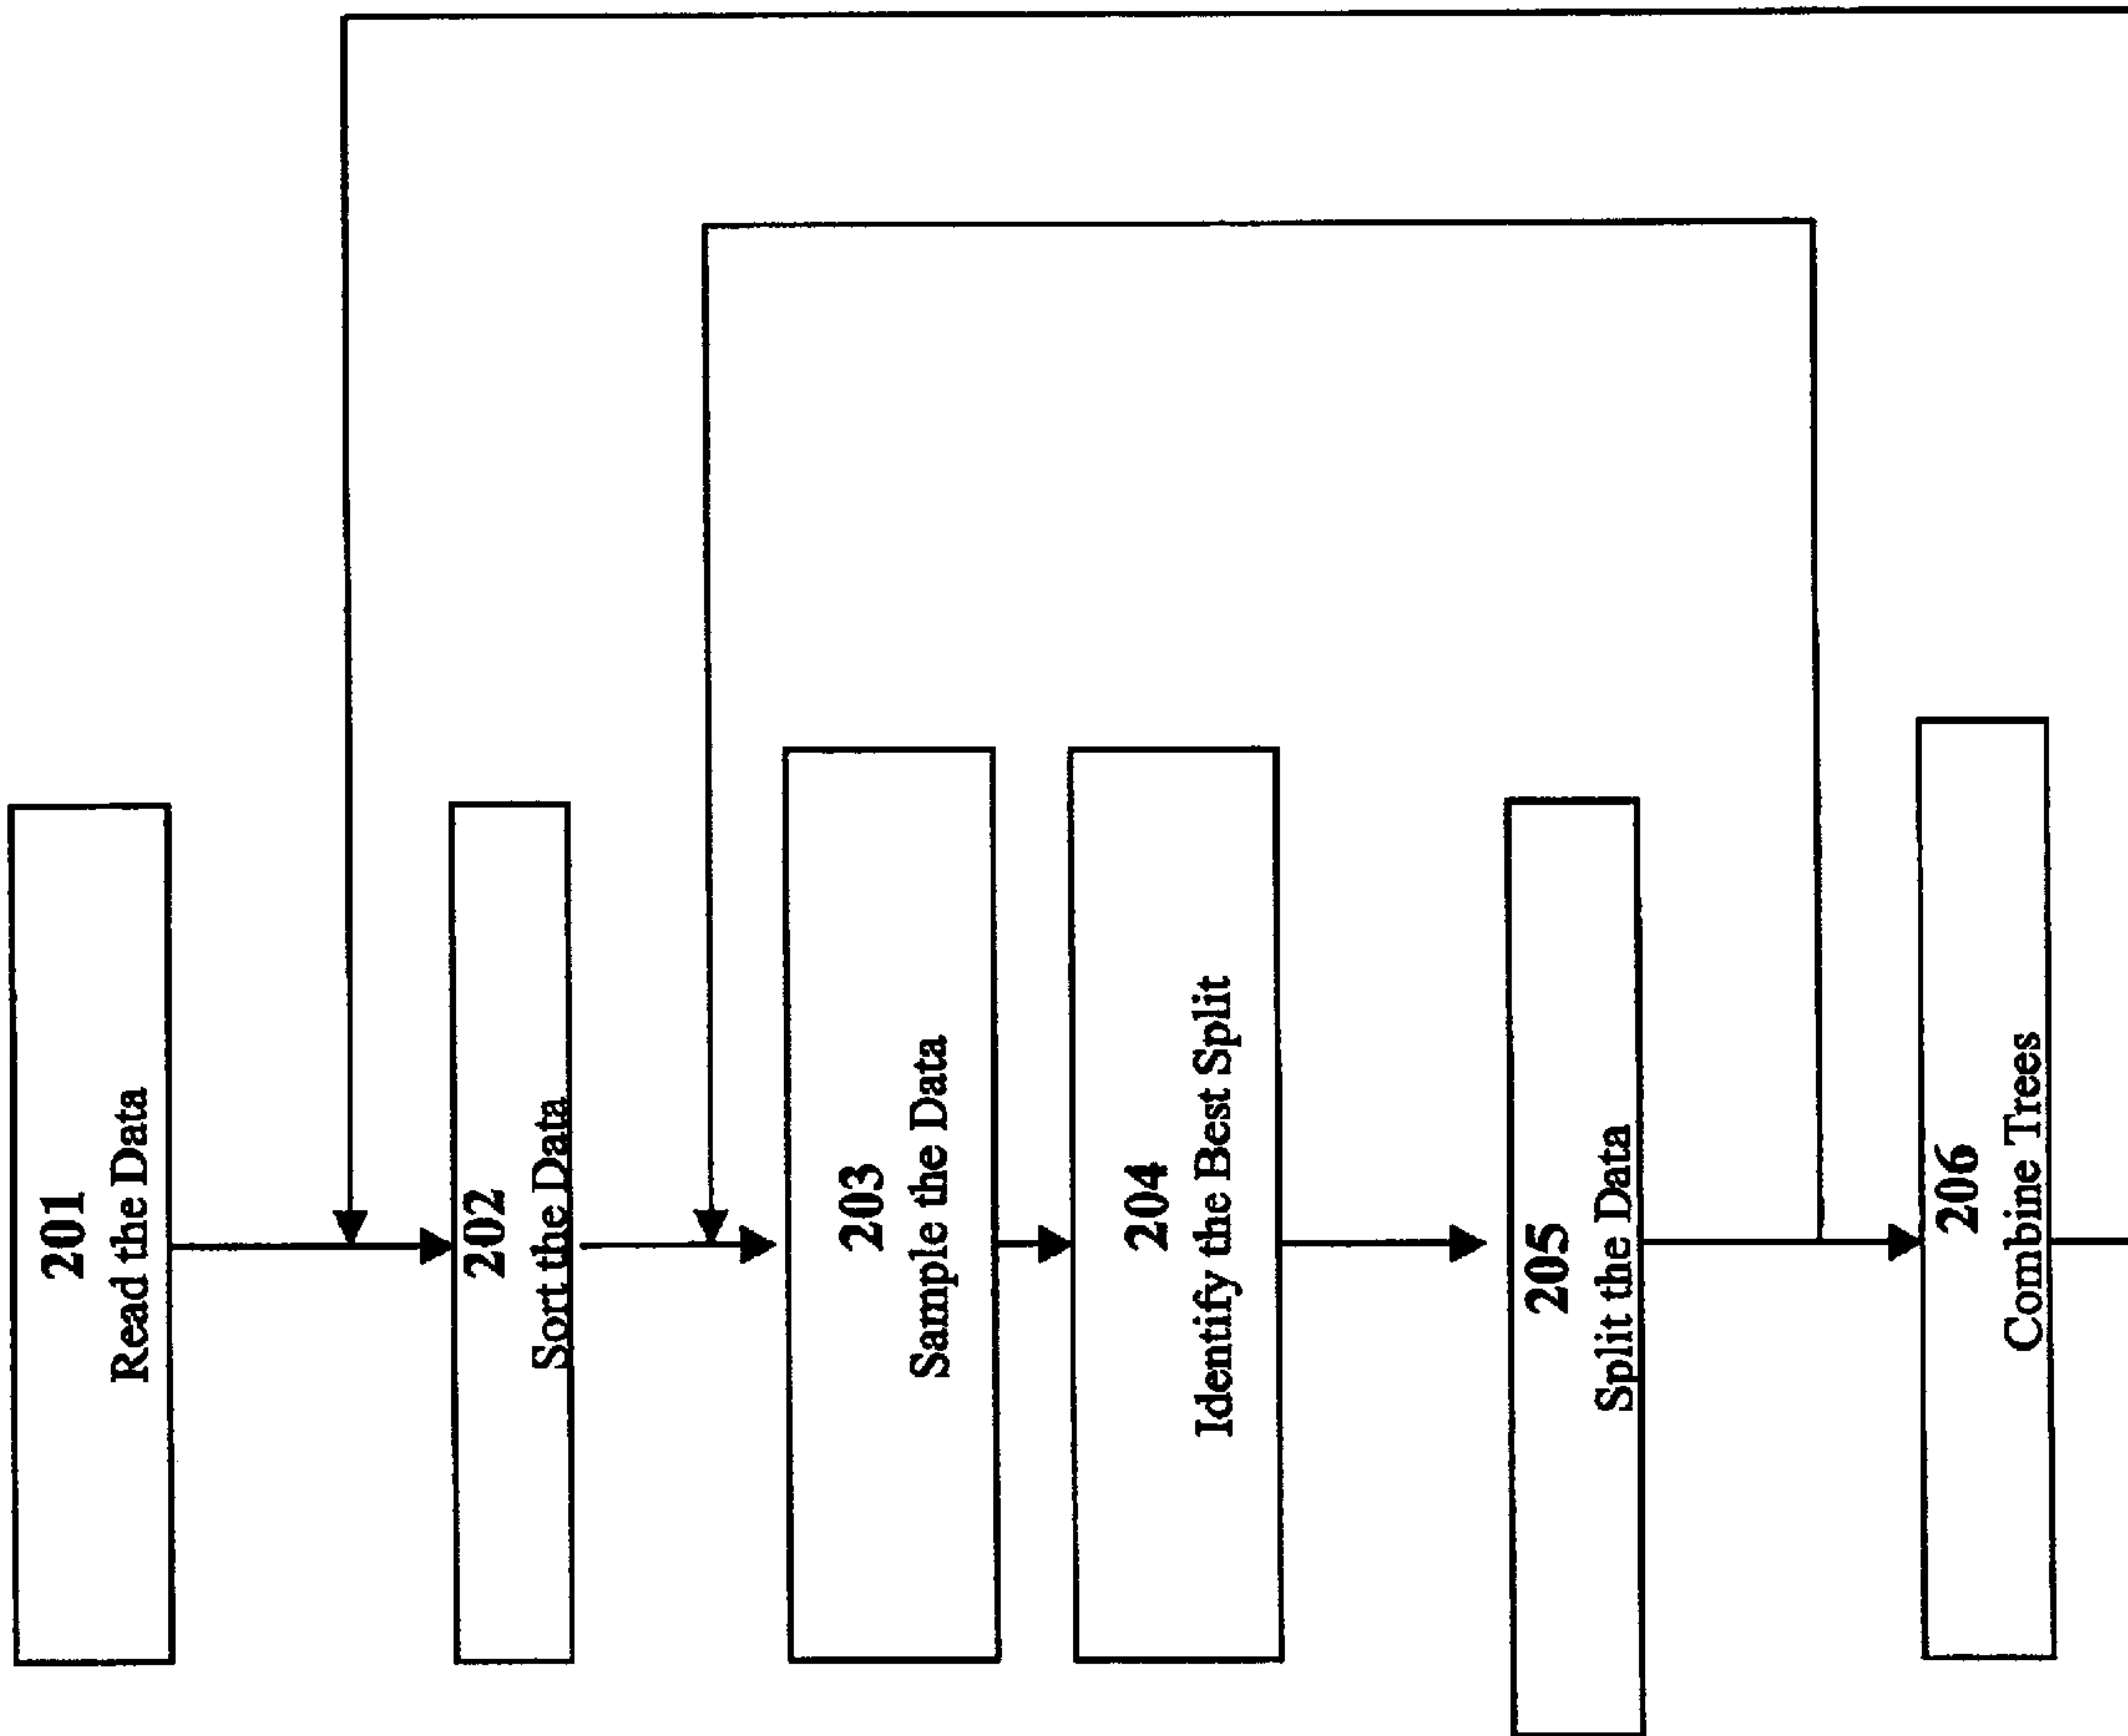 201
Read the Data
202
Sort the Data
203
Sample the Data
204
Identify the Best Split
205
Split the Data
206
Combine Trees